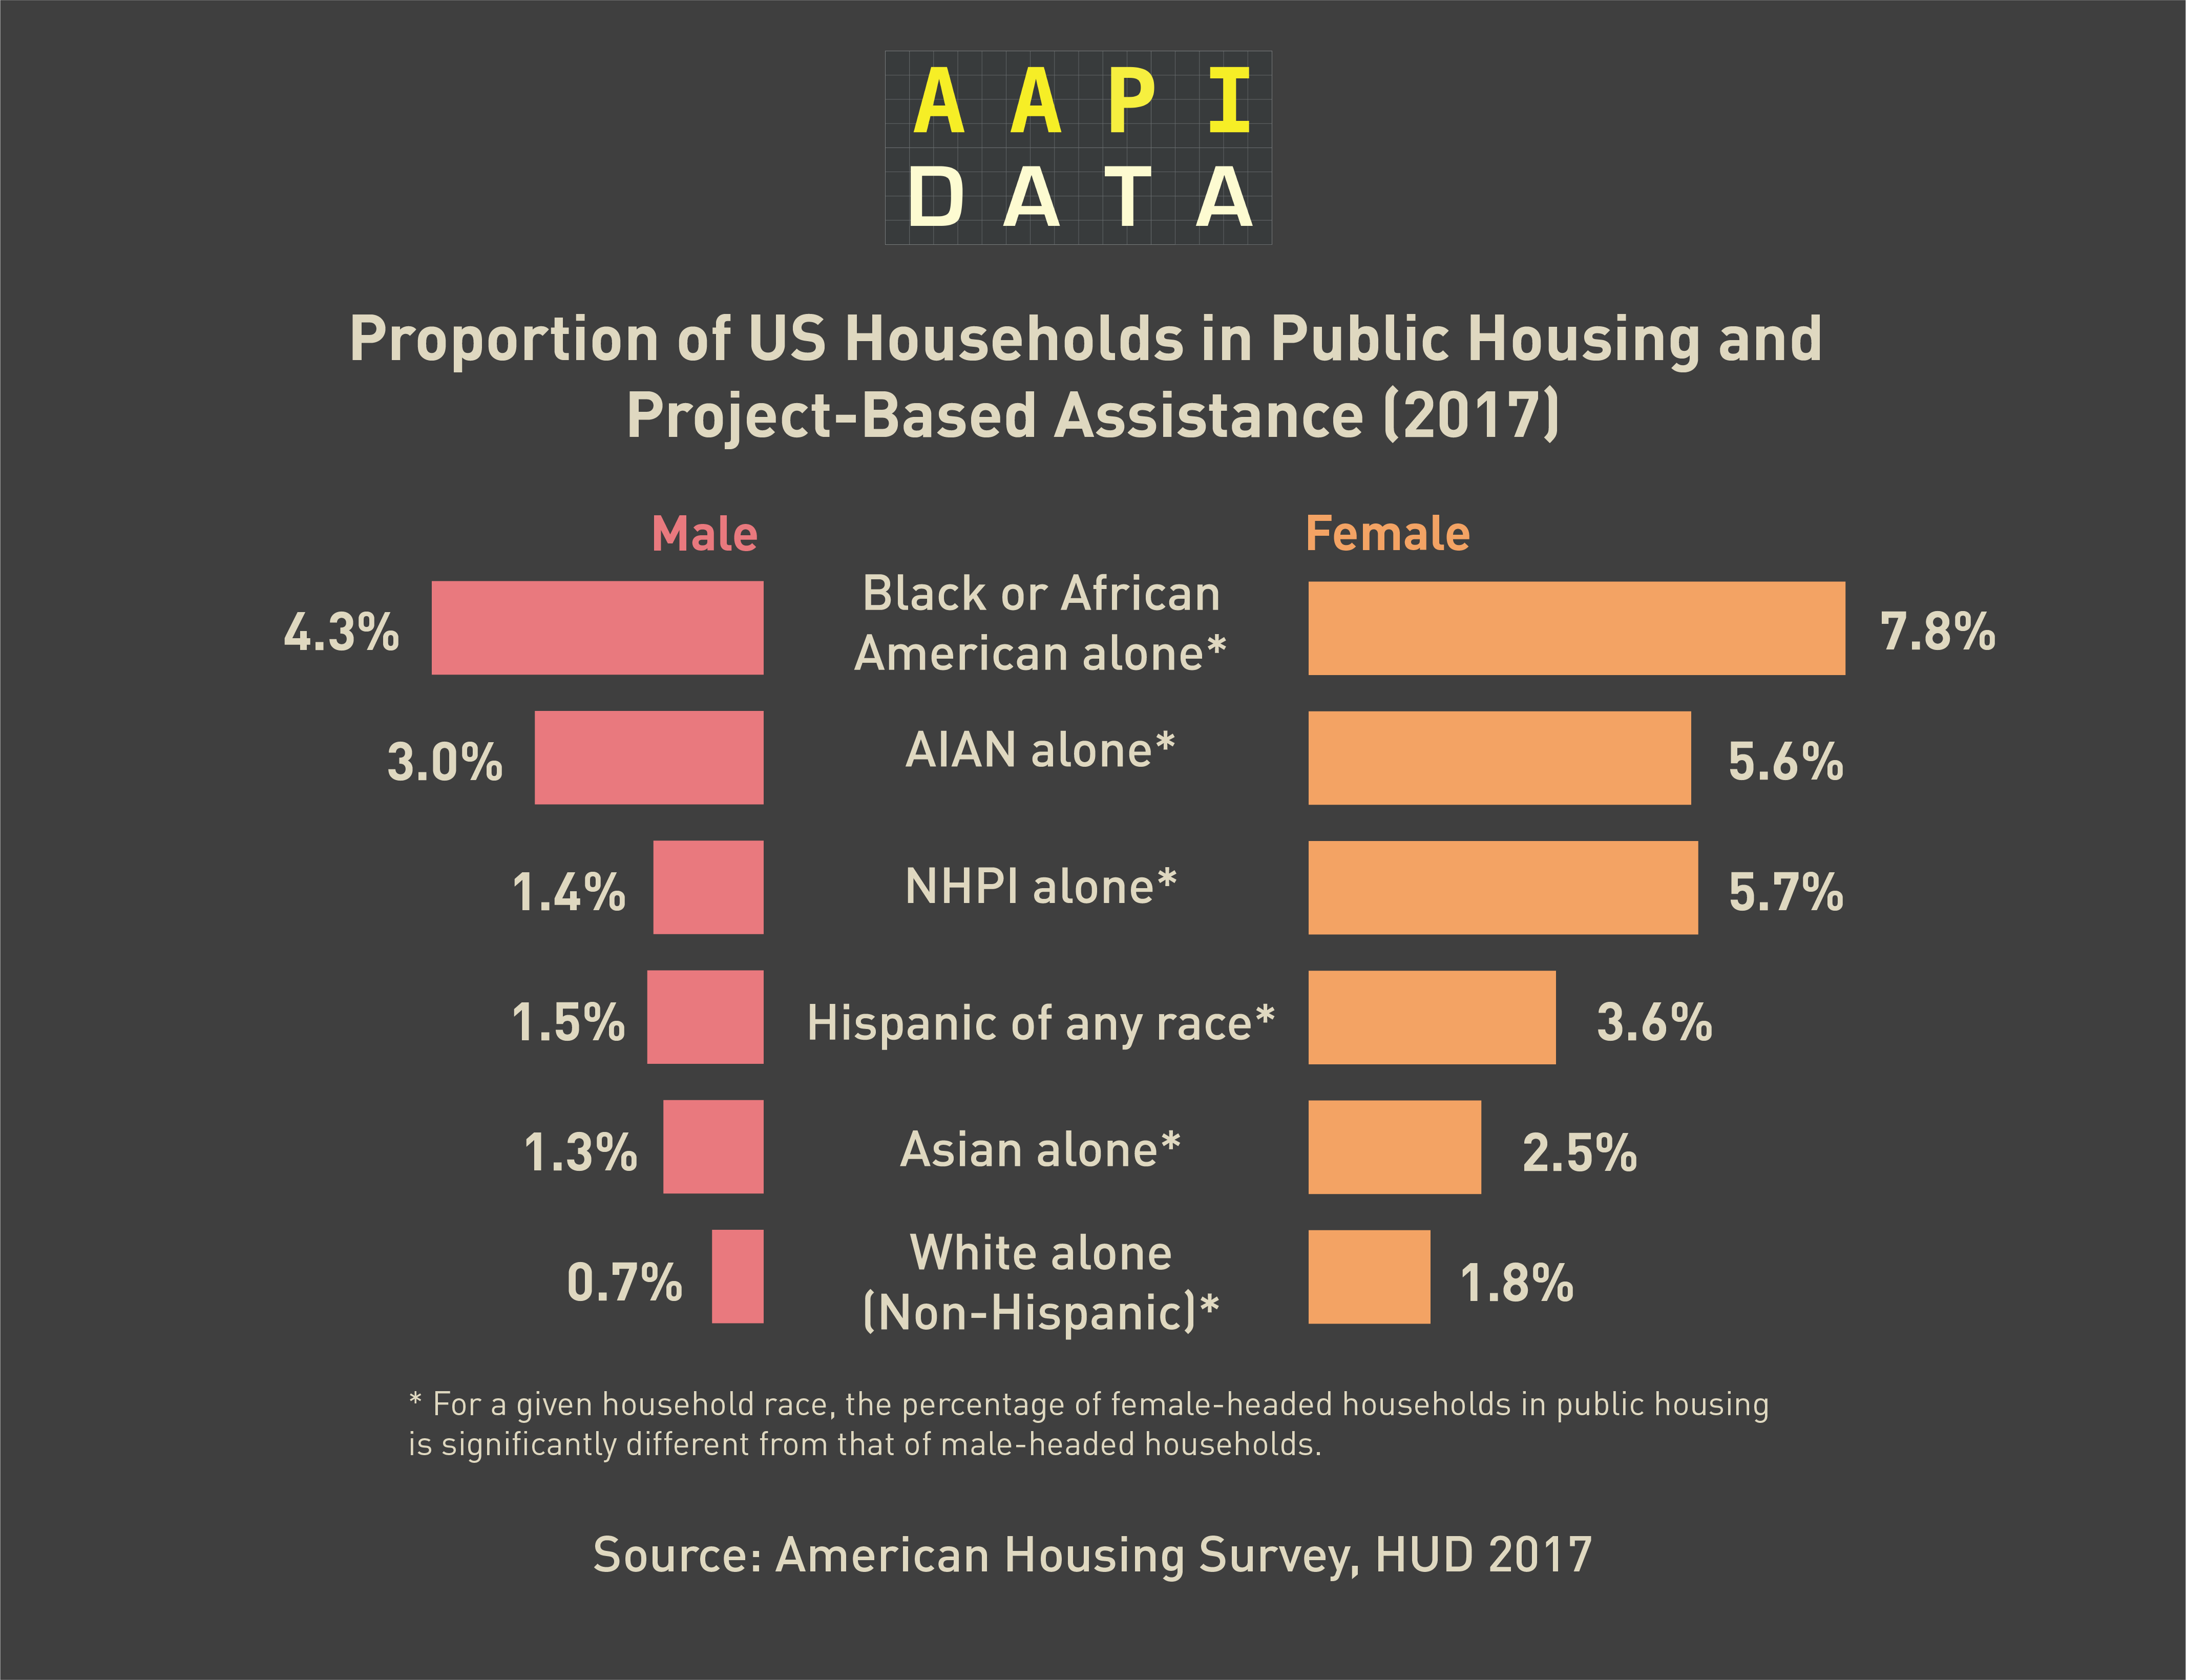 AAPI
DATA
Proportion of US Households in Public Housing and
Project-Based Assistance (2017)
Male
Female
4.3%
Black or African
American alone*
7.8%
3.0%
AIAN alone*
5.6%
1.4%
NHPI alone*
5.7%
1.5%
Hispanic of any race*
3.6%
1.3%
Asian alone*
2.5%
0.7%
White alone
(Non-Hispanic)*
1.8%
* For a given household race, the percentage of female-headed households in public housing
is significantly different from that of male-headed households.
Source: American Housing Survey, HUD 2017